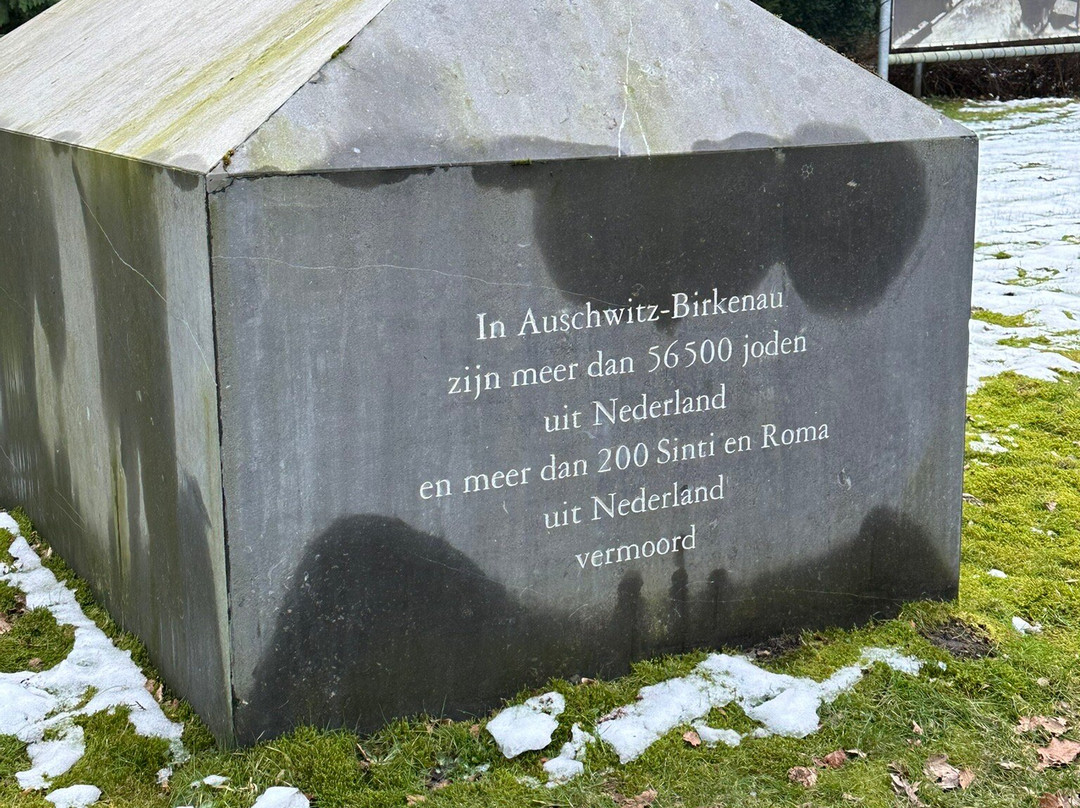 In Auschwitz-Birkenau
zijn meer dan 56500 joden
uit Nederland
en meer dan 200 Sinti en Roma
uit Nederland
vermoord